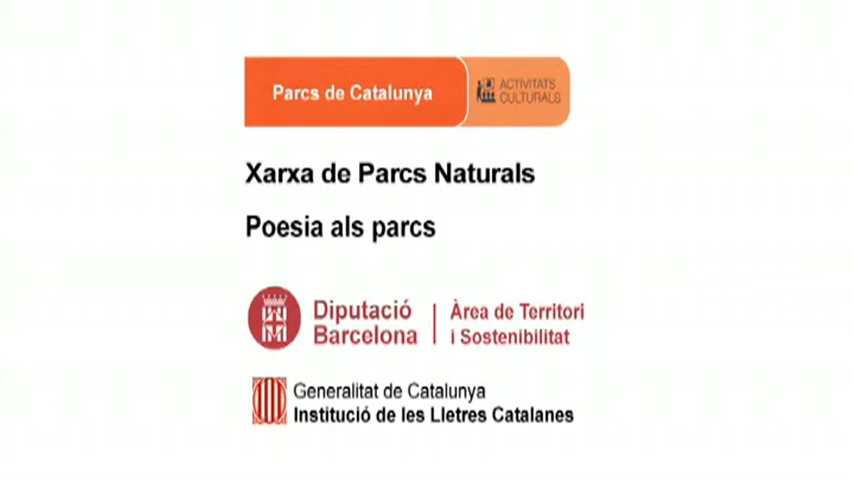 Parcs de Catalunya
ACTIVITATS
CULTURALS
Xarxa de Parcs Naturals
Poesia als parcs
Diputació
Barcelona
Àrea de Territori
i Sostenibilitat
Generalitat de Catalunya
Institució de les Lletres Catalanes